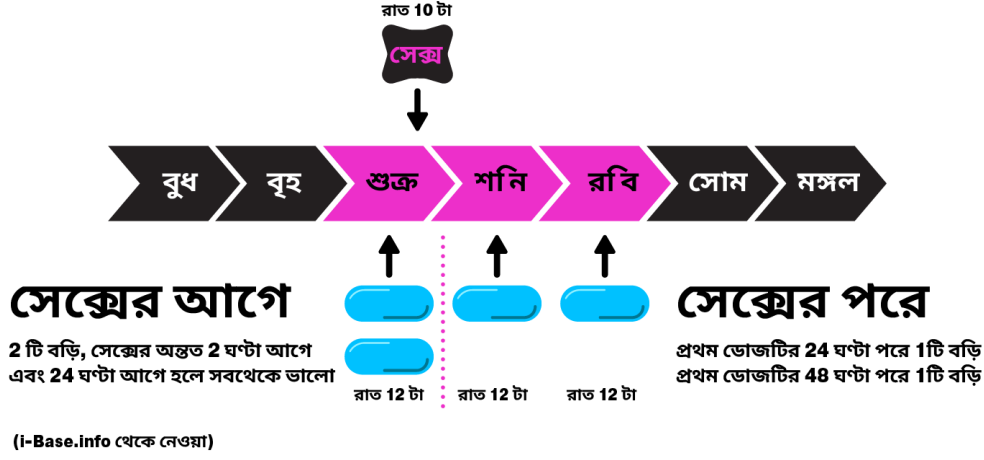 রাত 10 টা
সেক্স
বুধ
বৃহ
শুক্র
শনি
রবি
সোম
মঙ্গল
সেক্সের আগে
2 টি বড়ি, সেক্সের অন্তত 2 ঘণ্টা আগে
এবং 24 ঘণ্টা আগে হলে সবথেকে ভালো
রাত 12 টা
রাত 12 টা
রাত 12 টা
সেক্সের পরে
প্রথম ডোজটির 24 ঘণ্টা পরে 1টি বড়ি
প্রথম ডোজটির 48 ঘণ্টা পরে 1টি বড়ি
(i-Base.info থেকে নেওয়া)